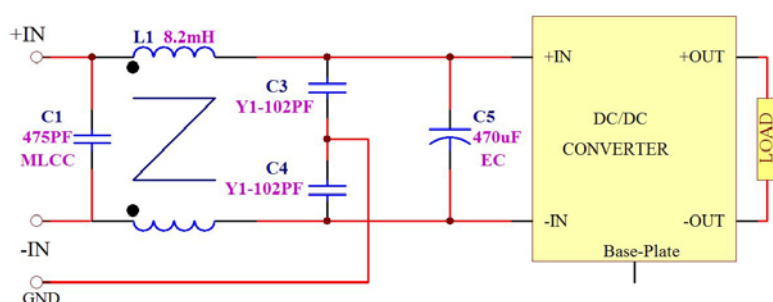 +IN
L1 8.2mH
C1
475PF
MLCC
C3
Y1-102PF
C4
Y1-102PF
C5
470uF
EC
-IN
GND
+IN
+OUT
DC/DC
CONVERTER
-IN
-OUT
Base-Plate
LOAD